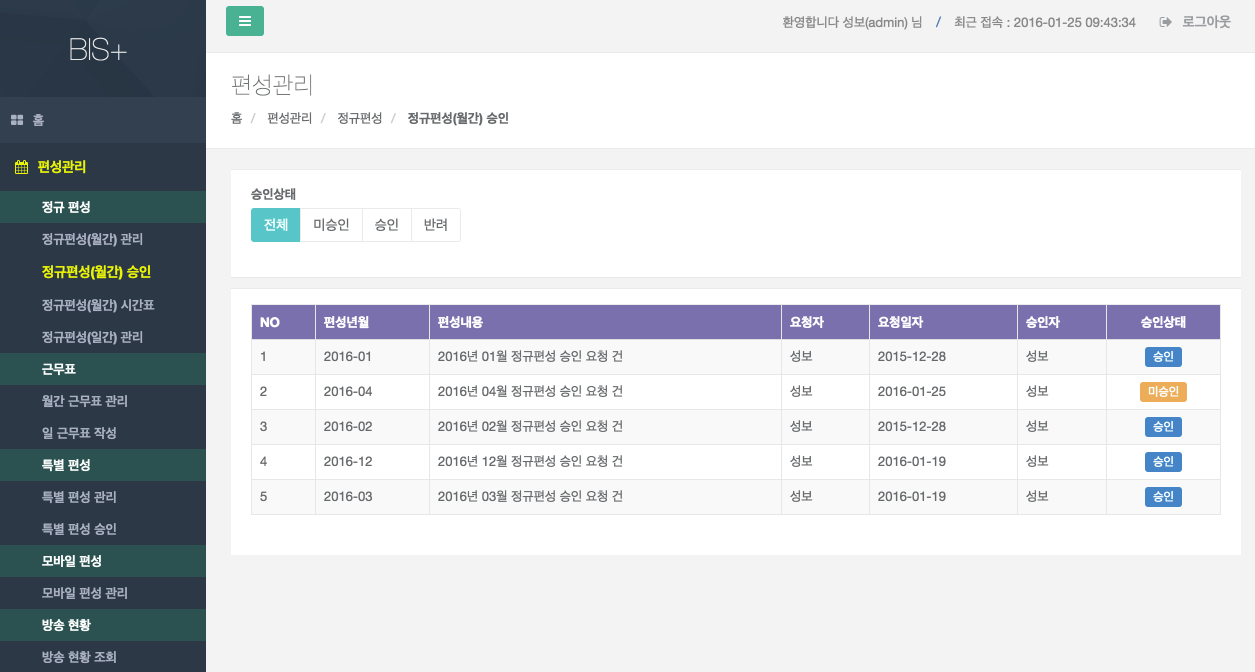 BIS+
환영합니다 성보(admin) 님 / 최근 접속 : 2016-01-25 09:43:34 로그아웃
홈
편성관리
정규 편성
정규편성(월간) 관리
정규편성(월간) 승인
정규편성(월간) 시간표
정규편성(일간) 관리
근무표
월간 근무표 관리
일 근무표 작성
특별 편성
특별 편성 관리
특별 편성 승인
모바일 편성
모바일 편성 관리
방송 현황
방송 현황 조회
편성관리
홈 / 편성관리 / 정규편성 / 정규편성(월간) 승인
승인상태
전체 미승인 승인 반려
NO 편성년월 편성내용 요청자 요청일자 승인자 승인상태
1 2016-01 2016년 01월 정규편성 승인 요청 건 성보 2015-12-28 성보 승인
2 2016-04 2016년 04월 정규편성 승인 요청 건 성보 2016-01-25 성보 미승인
3 2016-02 2016년 02월 정규편성 승인 요청 건 성보 2015-12-28 성보 승인
4 2016-12 2016년 12월 정규편성 승인 요청 건 성보 2016-01-19 성보 승인
5 2016-03 2016년 03월 정규편성 승인 요청 건 성보 2016-01-19 성보 승인